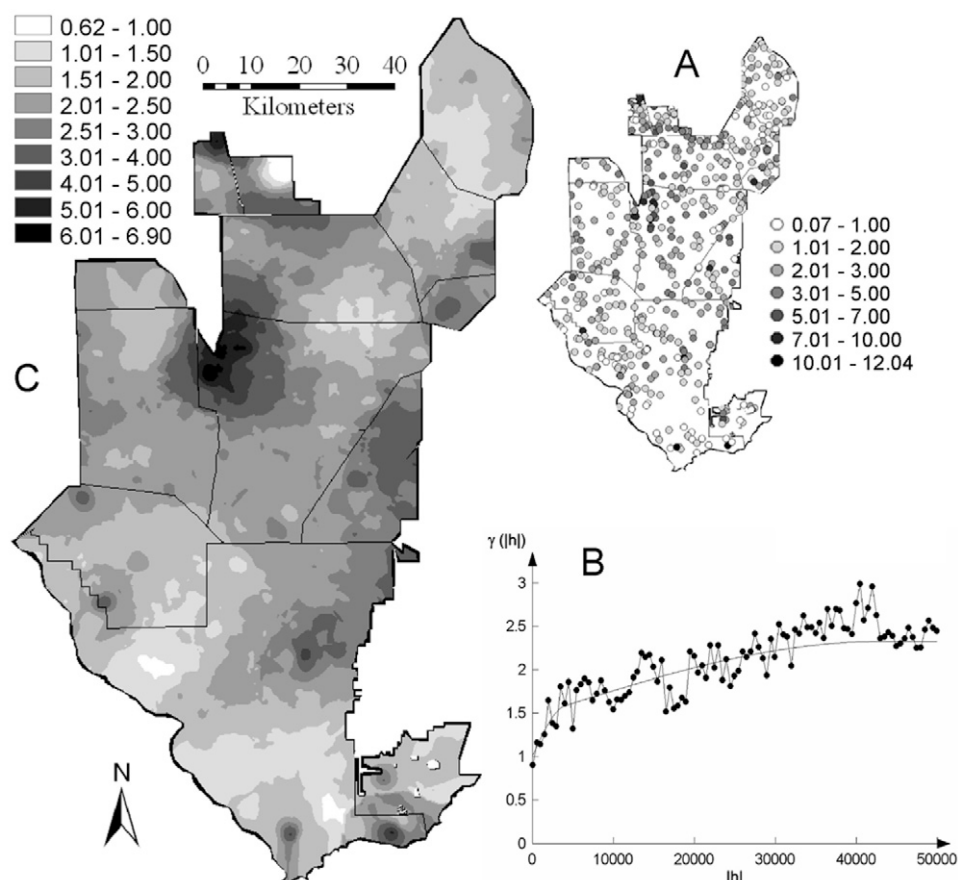 0.62 - 1.00
1.01 - 1.50
1.51 - 2.00
2.01 - 2.50
2.51 - 3.00
3.01 - 4.00
4.01 - 5.00
5.01 - 6.00
6.01 - 6.90
0 20 40
Kilometers
A
0.07 - 1.00
1.01 - 2.00
2.01 - 3.00
3.01 - 5.00
5.01 - 7.00
7.01 - 10.00
10.01 - 12.04
C
N
B
γ (|h|)
3
2.5
2
1.5
1
0.5
0
0 10000 20000 30000 40000 50000
|h|